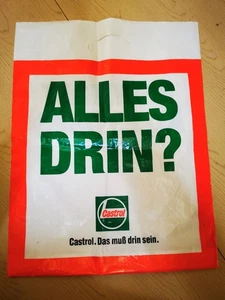 ALLES
DRIN?
Castrol
Castrol. Das muß drin sein.